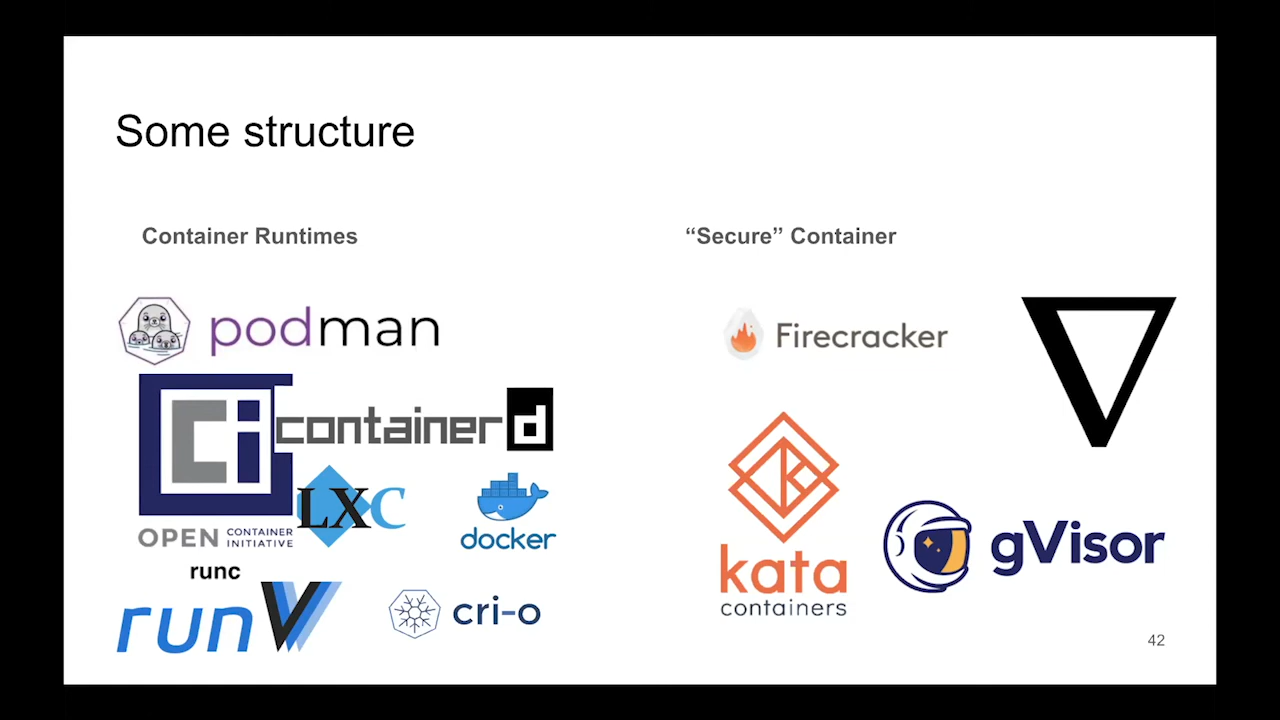 Some structure
Container Runtimes
podman
Ci
containerd
OPEN CONTAINER INITIATIVE
runc
LXC
docker
runV
cri-o
“Secure” Container
Firecracker
kata
containers
gVisor
42